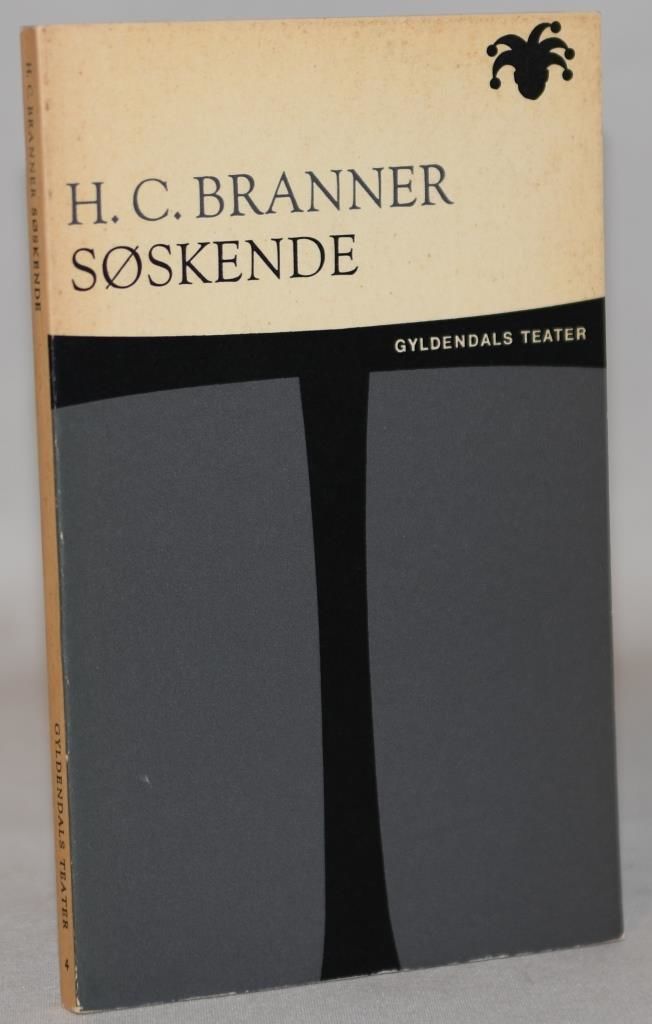 H. C. BRANNER
SØSKENDE
GYLDENDALS TEATER
H. C. BRANNER SØSKENDE
GYLDENDALS TEATER 4